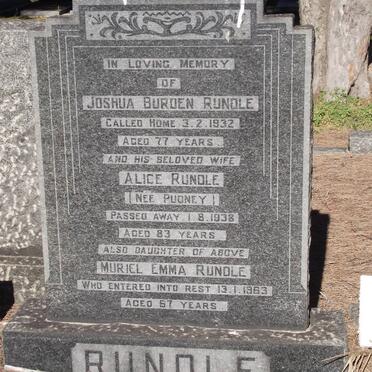 In Loving Memory
of
Joshua Burden Rundle
Called Home 3.2.1932
Aged 77 Years
and his beloved wife
Alice Rundle
(nee Pudney)
Passed away 1.8.1938
Aged 83 Years
also daughter of above
Muriel Emma Rundle
Who entered into rest 13.1.1963
Aged 67 Years
RUNDLE